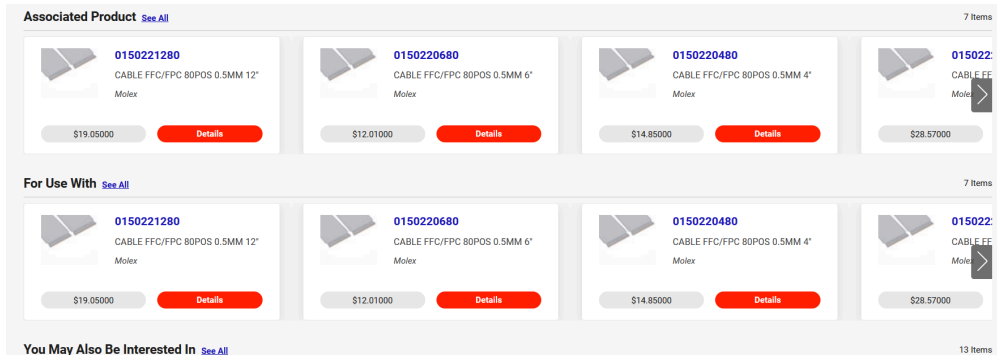 Associated Product See All 7 Items
0150221280 0150220680 0150220480
CABLE FFC/FPC 80POS 0.5MM 12" CABLE FFC/FPC 80POS 0.5MM 6" CABLE FFC/FPC 80POS 0.5MM 4" CABLE
Molex Molex Molex
$19.05000 Details $12.01000 Details $14.85000 Details $28.57000
For Use With See All 7 Items
0150221280 0150220680 0150220480
CABLE FFC/FPC 80POS 0.5MM 12" CABLE FFC/FPC 80POS 0.5MM 6" CABLE FFC/FPC 80POS 0.5MM 4" CABLE
Molex Molex Molex
$19.05000 Details $12.01000 Details $14.85000 Details $28.57000
You May Also Be Interested In See All 13 Items